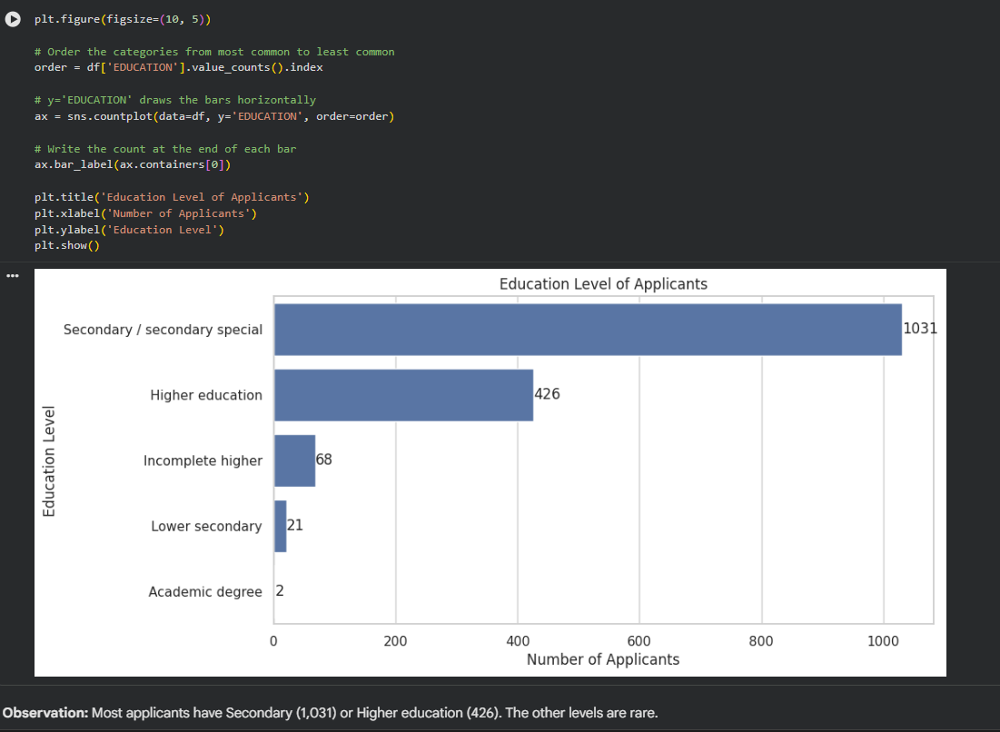 plt.figure(figsize=(10, 5))
# Order the categories from most common to least common
order = df['EDUCATION'].value_counts().index
# y='EDUCATION' draws the bars horizontally
ax = sns.countplot(data=df, y='EDUCATION', order=order)
# Write the count at the end of each bar
ax.bar_label(ax.containers[0])
plt.title('Education Level of Applicants')
plt.xlabel('Number of Applicants')
plt.ylabel('Education Level')
plt.show()
Education Level of Applicants
Education Level
Secondary / secondary special 1031
Higher education 426
Incomplete higher 68
Lower secondary 21
Academic degree 2
0 200 400 600 800 1000
Number of Applicants
Observation: Most applicants have Secondary (1,031) or Higher education (426). The other levels are rare.